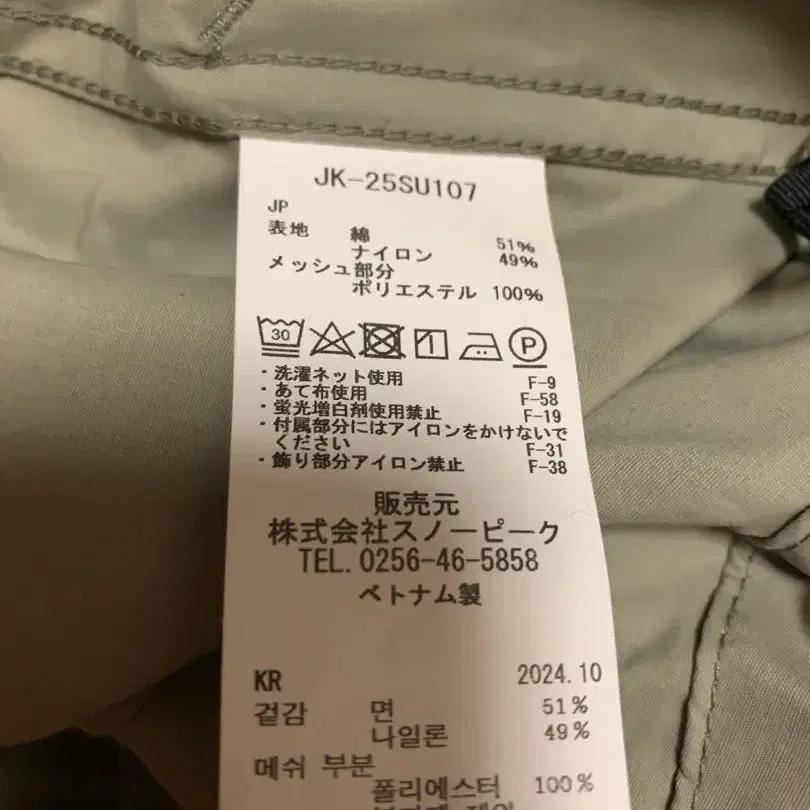 JK-25SU107
JP
表地 綿 51%
ナイロン 49%
メッシュ部分
ポリエステル 100%
30 P
・洗濯ネット使用 F-9
・あて布使用 F-58
・蛍光増白剤使用禁止 F-19
・付属部分にはアイロンをかけないで
ください F-31
・飾り部分アイロン禁止 F-38
販売元
株式会社スノーピーク
TEL.0256-46-5858
ベトナム製
KR 2024.10
겉감 면 51%
나일론 49%
메쉬 부분
폴리에스터 100%